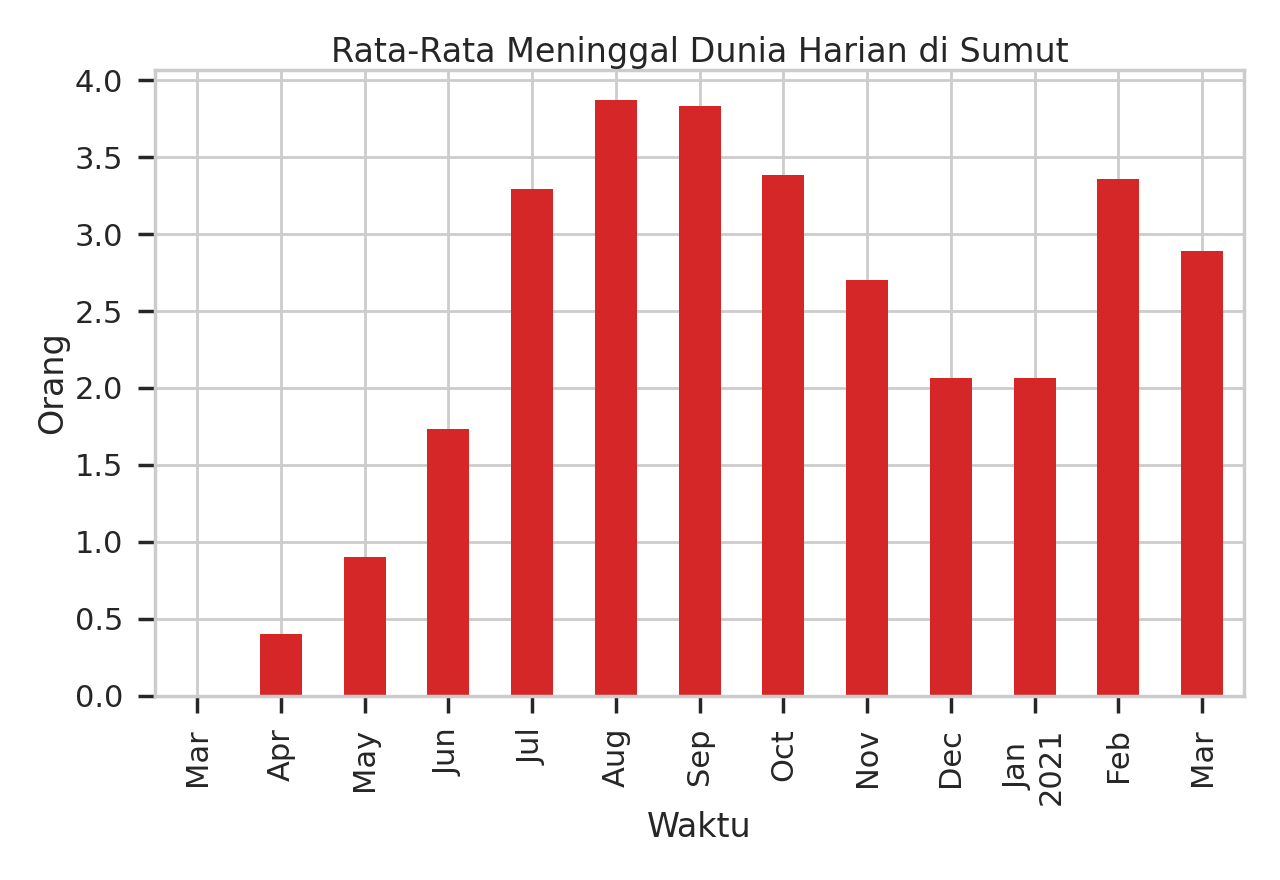 Rata-Rata Meninggal Dunia Harian di Sumut
4.0
3.5
3.0
2.5
2.0
1.5
1.0
0.5
0.0
Orang
Mar
Apr
May
Jun
Jul
Aug
Sep
Oct
Nov
Dec
Jan
2021
Feb
Mar
Waktu